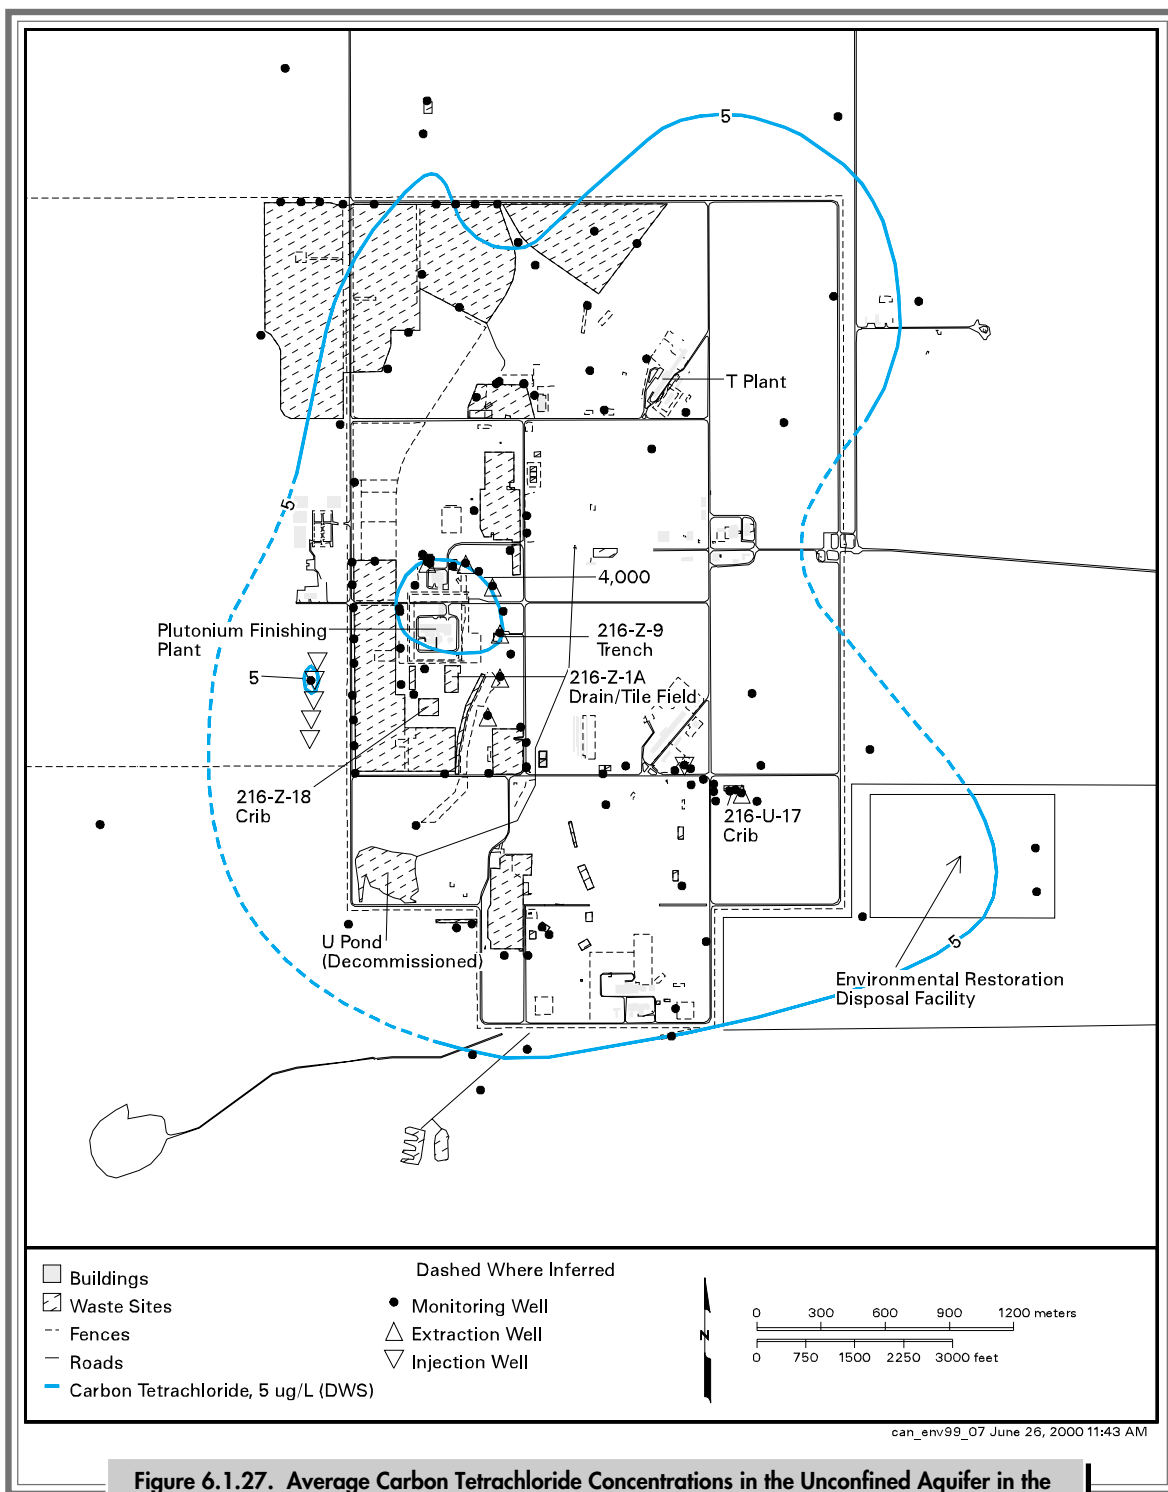 5
T Plant
5
4,000
Plutonium Finishing
Plant
216-Z-9
Trench
5
216-Z-1A
Drain/Tile Field
216-Z-18
Crib
216-U-17
Crib
U Pond
(Decommissioned)
5
Environmental Restoration
Disposal Facility
Buildings
Waste Sites
Fences
Roads
Carbon Tetrachloride, 5 ug/L (DWS)
Dashed Where Inferred
Monitoring Well
Extraction Well
Injection Well
N
0 300 600 900 1200 meters
0 750 1500 2250 3000 feet
can_env99_07 June 26, 2000 11:43 AM
Figure 6.1.27. Average Carbon Tetrachloride Concentrations in the Unconfined Aquifer in the